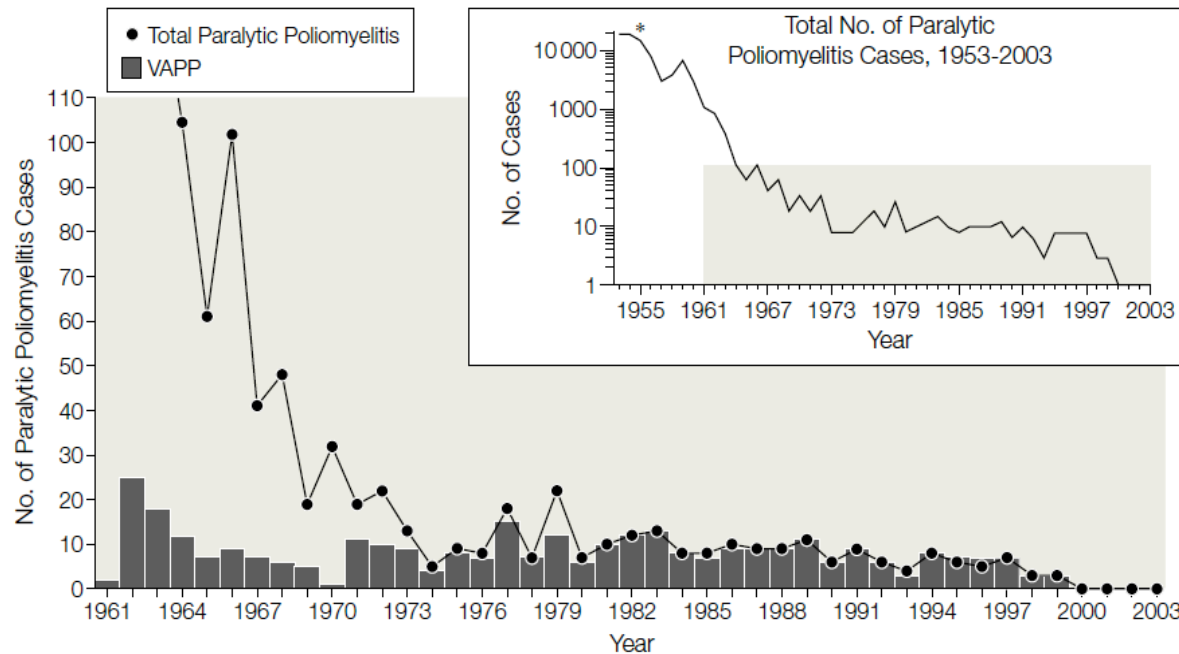 Total Paralytic Poliomyelitis
VAPP
No. of Paralytic Poliomyelitis Cases
110
100
90
80
70
60
50
40
30
20
10
0
1961 1964 1967 1970 1973 1976 1979 1982 1985 1988 1991 1994 1997 2000 2003
Year
Total No. of Paralytic
Poliomyelitis Cases, 1953-2003
*
No. of Cases
10 000
1000
100
10
1
1955 1961 1967 1973 1979 1985 1991 1997 2003
Year